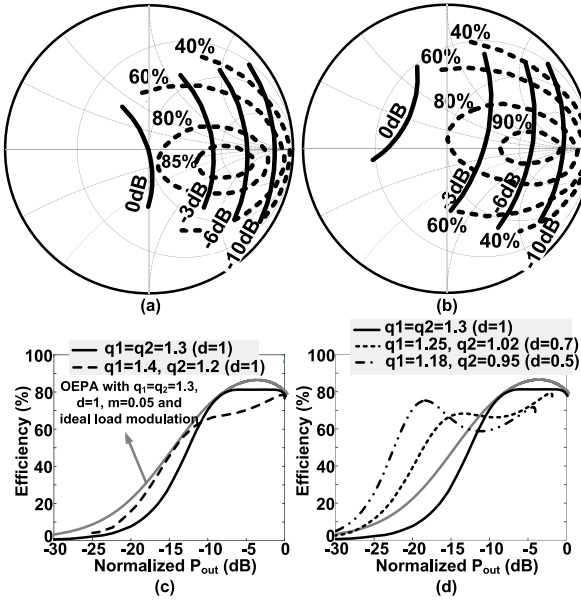 40%
60%
80%
85%
0dB
-3dB
-6dB
-10dB
(a)
40%
60%
80%
90%
0dB
-3dB
-6dB
-10dB
60%
40%
(b)
q1=q2=1.3 (d=1)
q1=1.4, q2=1.2 (d=1)
100
80
60
40
20
0
Efficiency (%)
OEPA with q1=q2=1.3,
d=1, m=0.05 and
ideal load modulation
-30 -25 -20 -15 -10 -5 0
Normalized Pout (dB)
(c)
q1=q2=1.3 (d=1)
q1=1.25, q2=1.02 (d=0.7)
q1=1.18, q2=0.95 (d=0.5)
100
80
60
40
20
0
Efficiency (%)
-30 -25 -20 -15 -10 -5 0
Normalized Pout (dB)
(d)